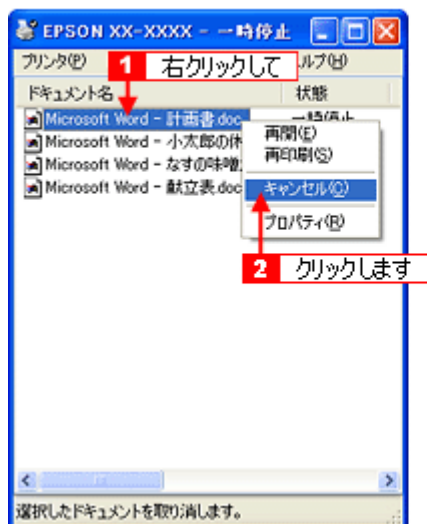 EPSON XX-XXXX - 一時停止
プリンタ(P) ルプ(H)
1 右クリックして
ドキュメント名 状態
Microsoft Word - 計画書.doc 一時停止
Microsoft Word - 小太郎の休
Microsoft Word - なすの味噌
Microsoft Word - 献立表.doc
再開(E)
再印刷(S)
キャンセル(C)
プロパティ(R)
2 クリックします
選択したドキュメントを取り消します。